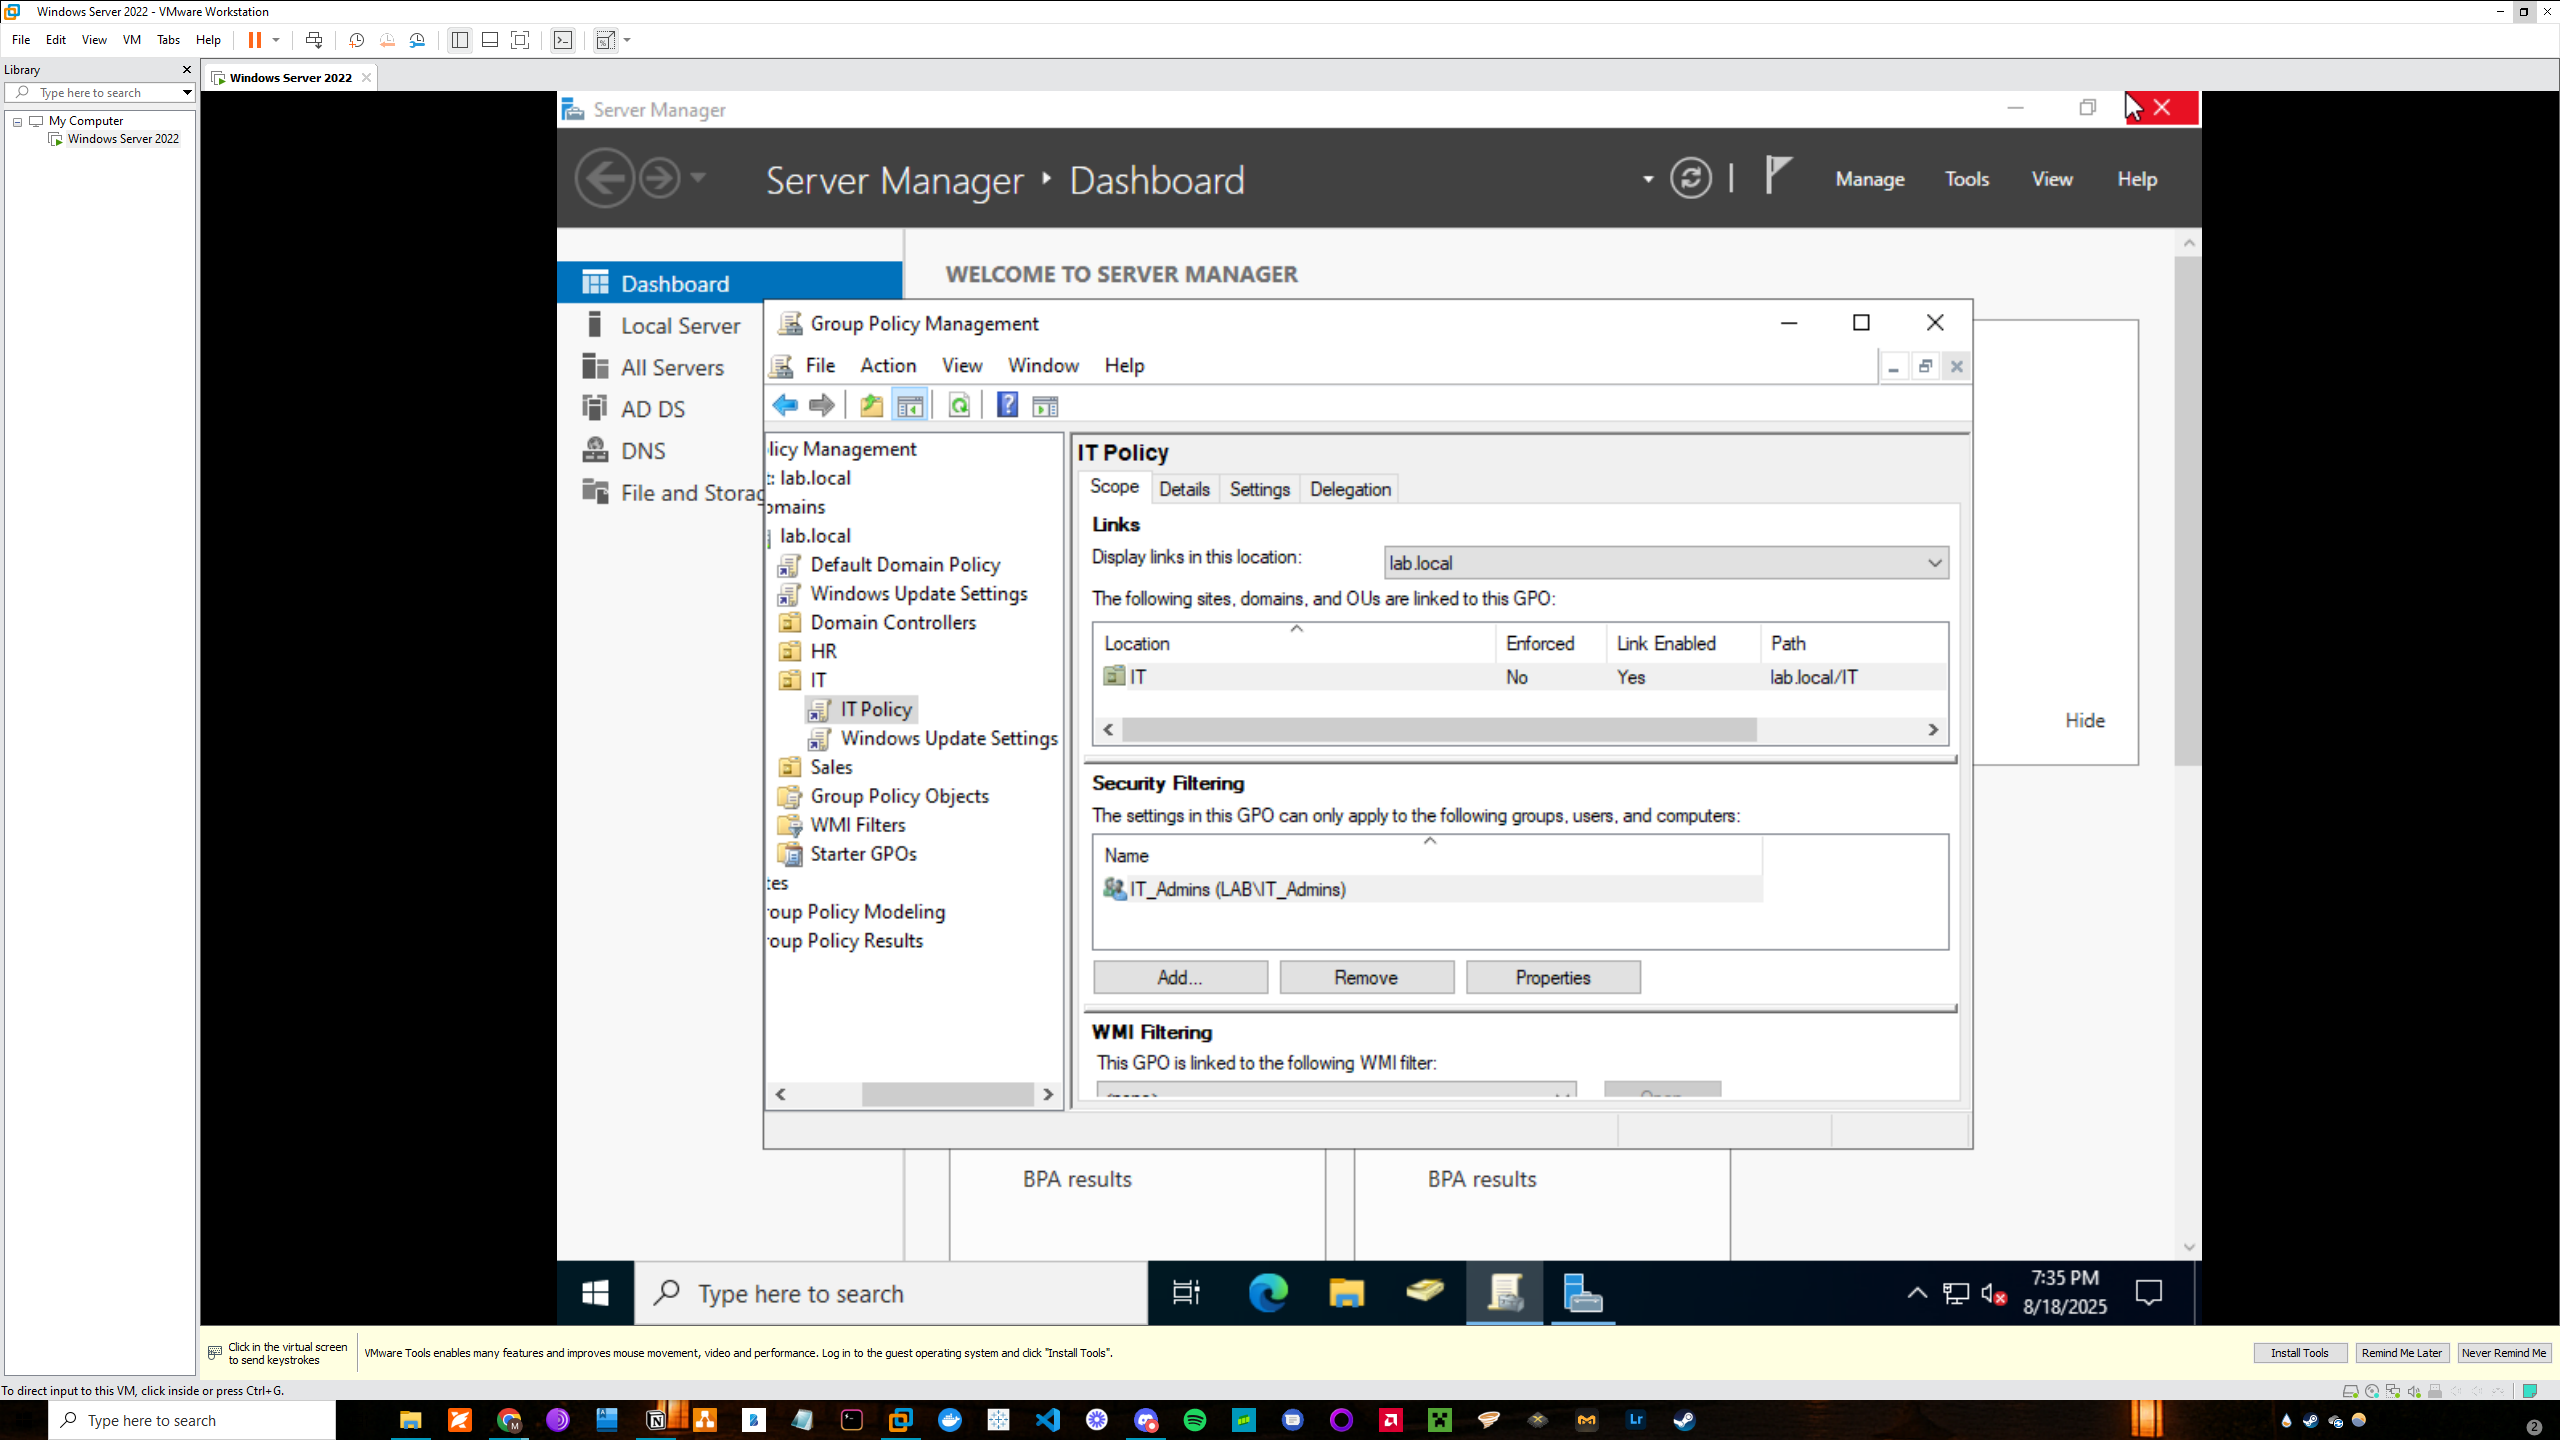 Windows Server 2022 - VMware Workstation
File Edit View VM Tabs Help
Library
Type here to search
My Computer
Windows Server 2022
Windows Server 2022
Server Manager
Server Manager Dashboard
Manage Tools View Help
Dashboard
Local Server
All Servers
AD DS
DNS
File and Storag
WELCOME TO SERVER MANAGER
Hide
Group Policy Management
File Action View Window Help
licy Management
t: lab.local
omains
lab.local
Default Domain Policy
Windows Update Settings
Domain Controllers
HR
IT
IT Policy
Windows Update Settings
Sales
Group Policy Objects
WMI Filters
Starter GPOs
tes
roup Policy Modeling
roup Policy Results
IT Policy
Scope Details Settings Delegation
Links
Display links in this location: lab.local
The following sites, domains, and OUs are linked to this GPO:
Location Enforced Link Enabled Path
IT No Yes lab.local/IT
Security Filtering
The settings in this GPO can only apply to the following groups, users, and computers:
Name
IT_Admins (LAB\IT_Admins)
Add... Remove Properties
WMI Filtering
This GPO is linked to the following WMI filter:
BPA results BPA results
Type here to search
7:35 PM
8/18/2025
Click in the virtual screen
to send keystrokes
VMware Tools enables many features and improves mouse movement, video and performance. Log in to the guest operating system and click "Install Tools".
Install Tools Remind Me Later Never Remind Me
To direct input to this VM, click inside or press Ctrl+G.
Type here to search
Lr
2